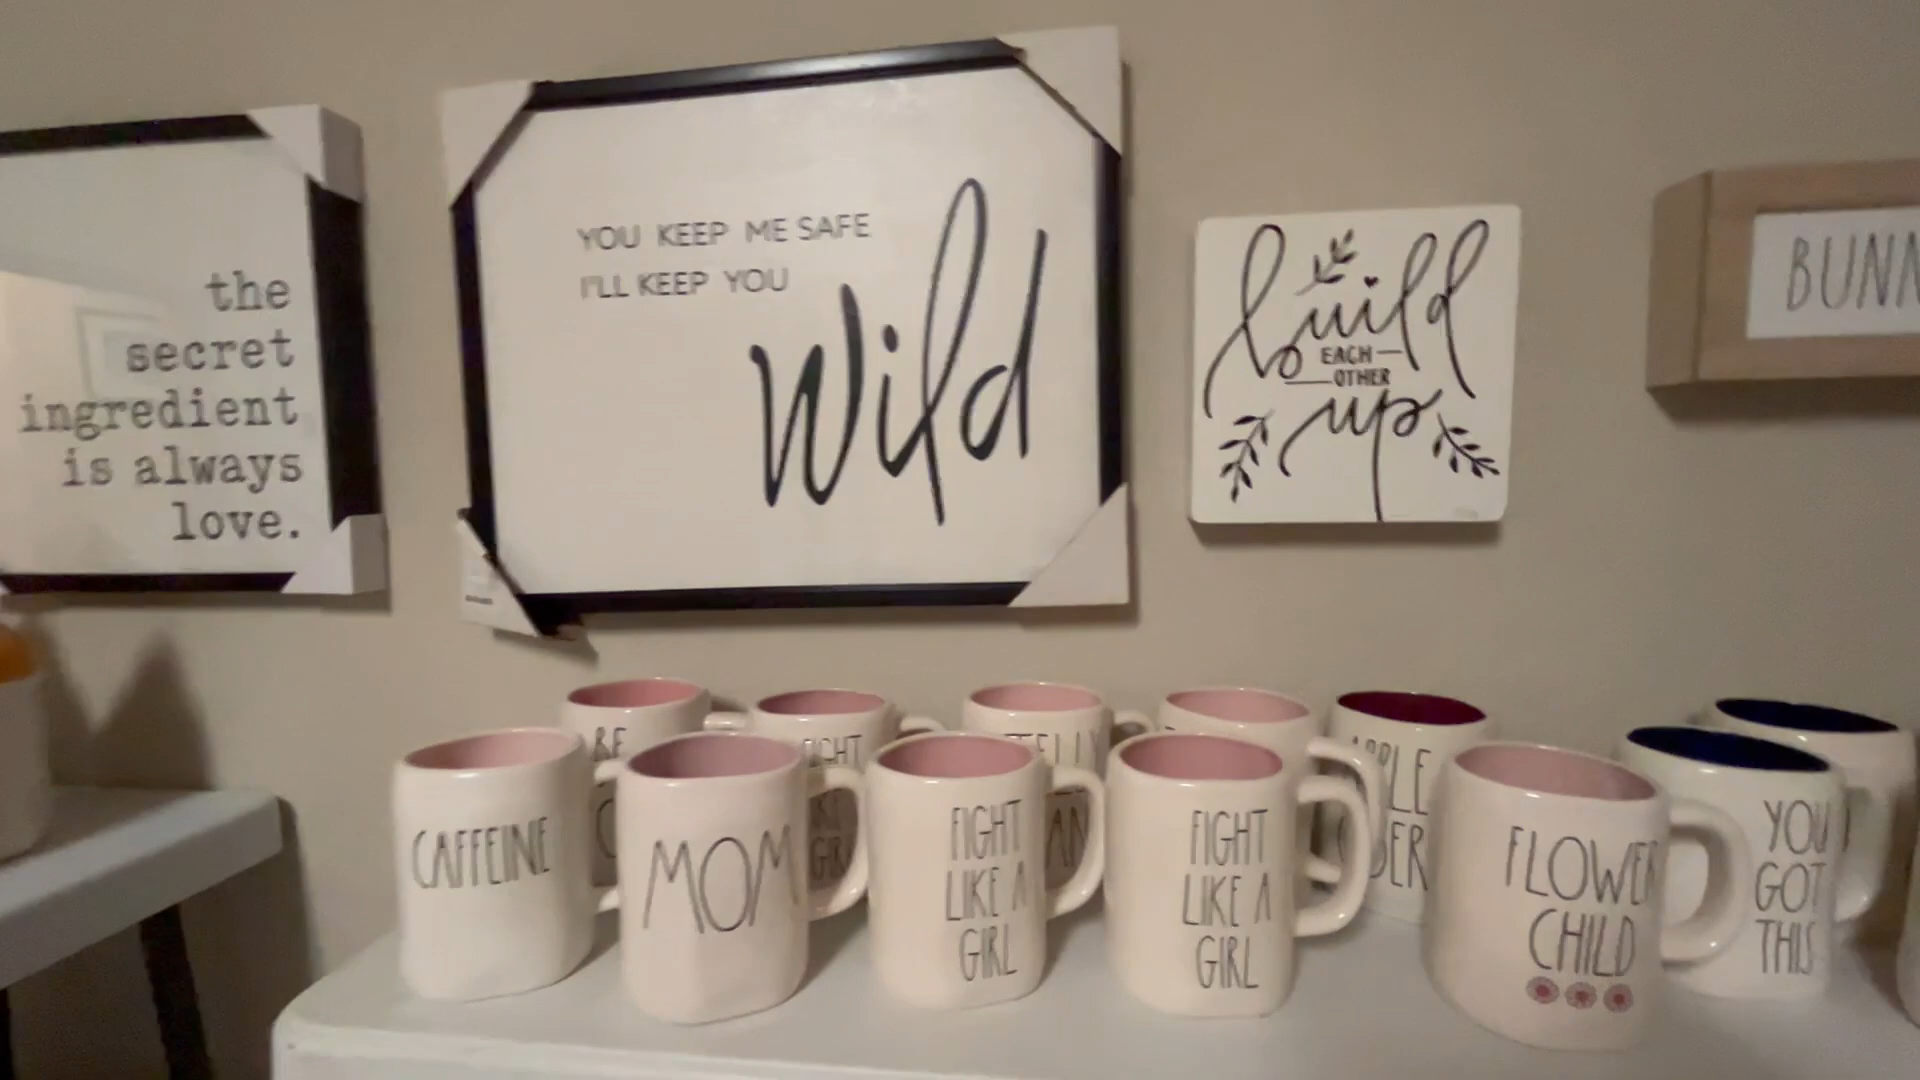 the
secret
ingredient
is always
love.
YOU KEEP ME SAFE
I'LL KEEP YOU
Wild
build
EACH
OTHER
up
CAFFEINE
MOM
FIGHT
LIKE A
GIRL
FIGHT
LIKE A
GIRL
FLOWER
CHILD
YOU
GOT
THIS